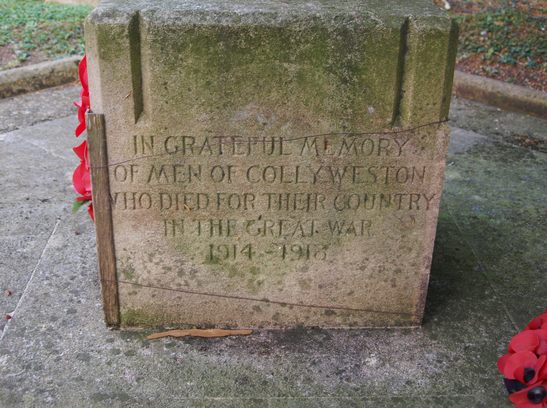 IN GRATEFUL MEMORY
OF MEN OF COLLYWESTON
WHO DIED FOR THEIR COUNTRY
IN THE GREAT WAR
1914-1918